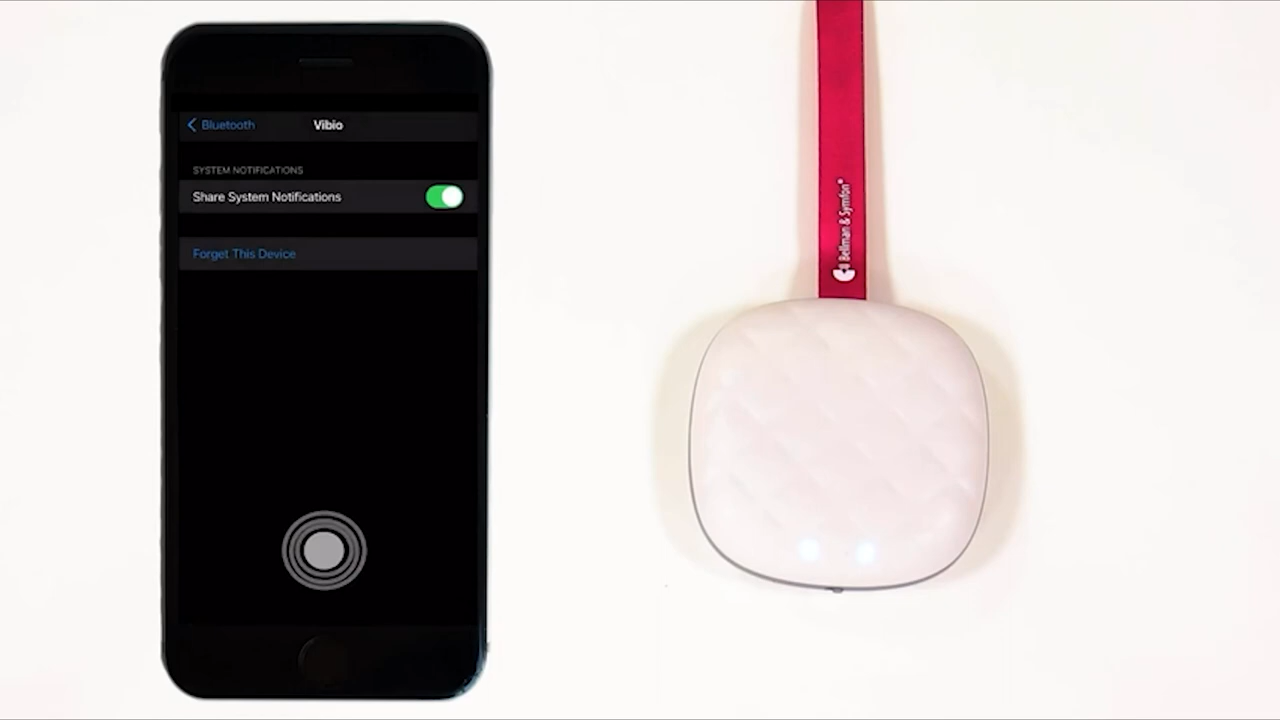 Bluetooth
Vibio
SYSTEM NOTIFICATIONS
Share System Notifications
Forget This Device
Bellman & Symfon®